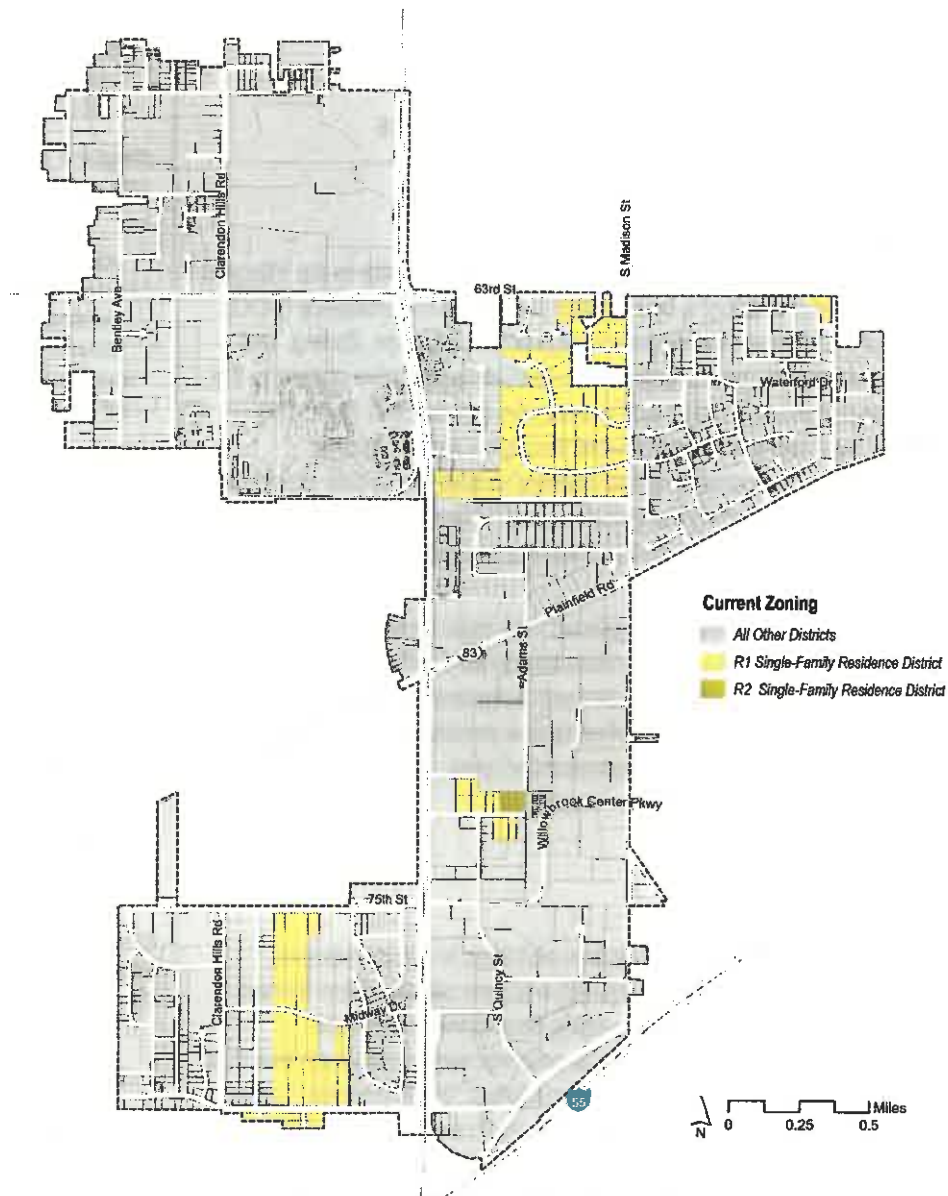 Clarendon Hills Rd
Bentley Ave
63rd St
S Madison St
Waterford Dr
Plainfield Rd
83
Adams St
Current Zoning
All Other Districts
R1 Single-Family Residence District
R2 Single-Family Residence District
Willowbrook Center Pkwy
75th St
Clarendon Hills Rd
Midway Dr
S Quincy St
55
N
0 0.25 0.5 Miles